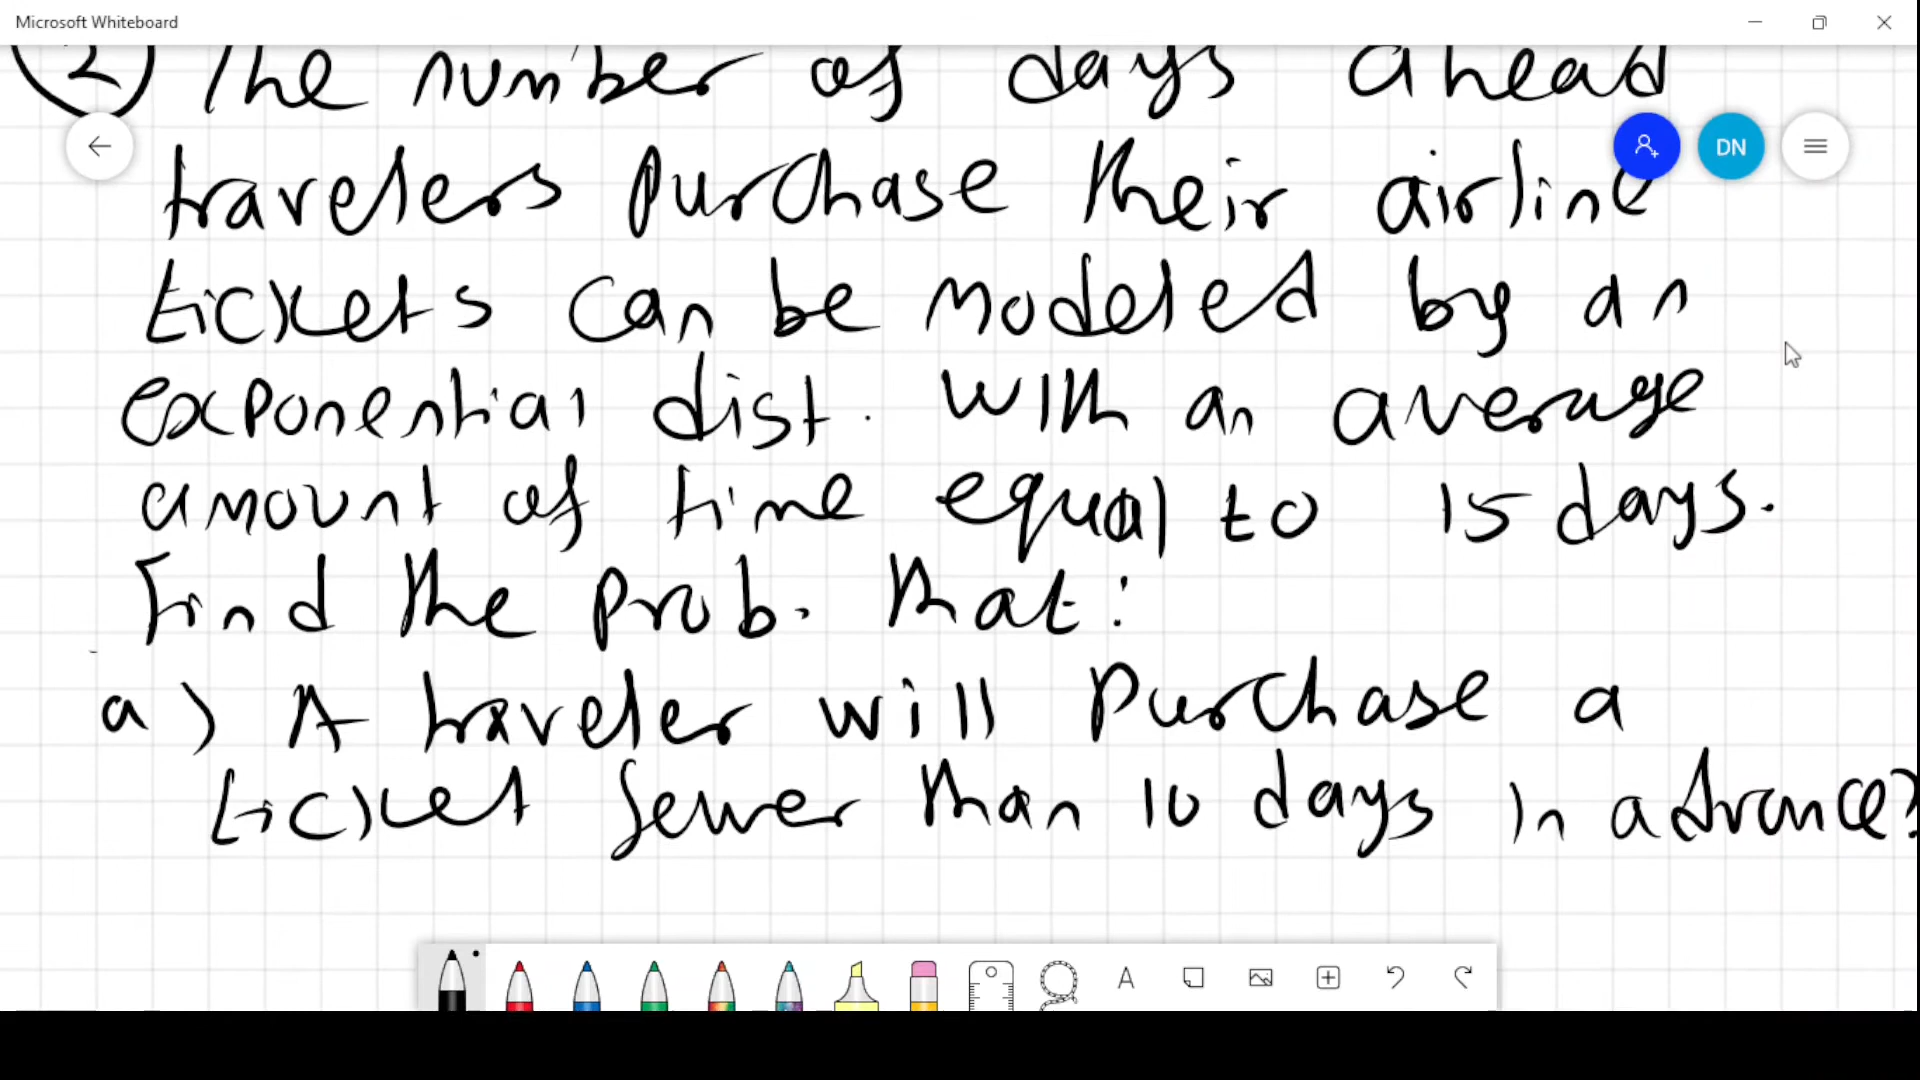 Microsoft Whiteboard
② The number of days ahead
travelers purchase their airline
DN
tickets can be modeled by an
exponential dist. with an average
amount of time equal to 15 days.
Find the prob. that:
a) A traveler will purchase a
ticket fewer than 10 days in advance?
A